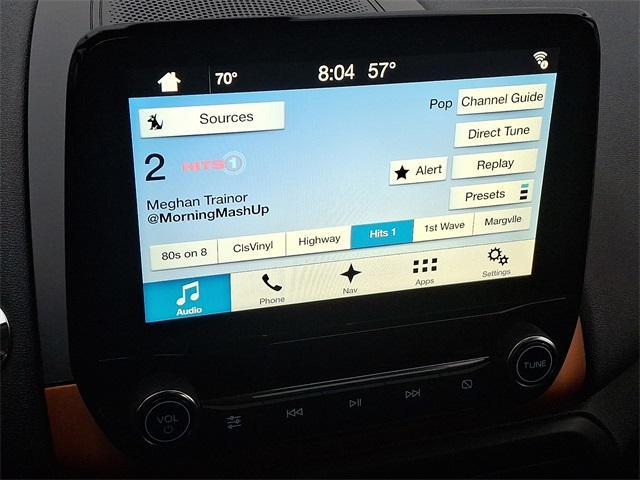 70° 8:04 57°
Sources
Pop Channel Guide
Direct Tune
2 HITS 1
Alert Replay
Meghan Trainor
@MorningMashUp
Presets
80s on 8 ClsVinyl Highway Hits 1 1st Wave Margvlle
Audio Phone Nav Apps Settings
VOL TUNE